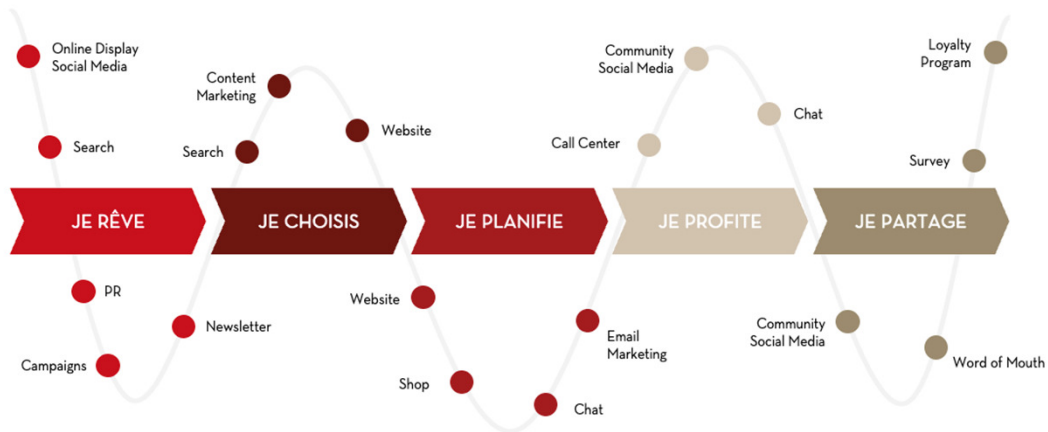 Online Display
Social Media
Search
Content
Marketing
Search
Website
Community
Social Media
Call Center
Chat
Loyalty
Program
Survey
JE RÊVE
JE CHOISIS
JE PLANIFIE
JE PROFITE
JE PARTAGE
PR
Campaigns
Newsletter
Website
Shop
Chat
Email
Marketing
Community
Social Media
Word of Mouth